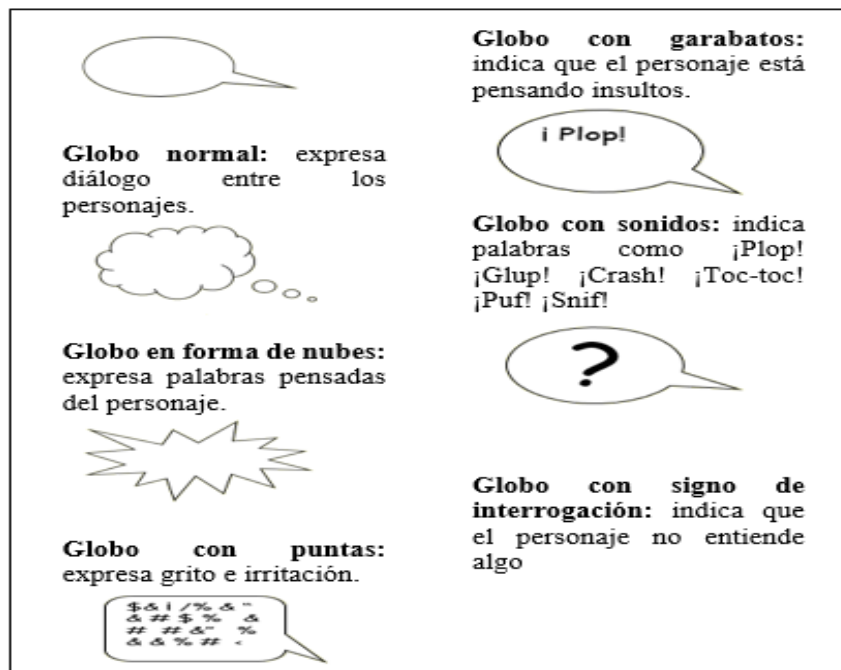 Globo normal: expresa
diálogo entre los
personajes.
Globo en forma de nubes:
expresa palabras pensadas
del personaje.
Globo con puntas:
expresa grito e irritación.
$& i /% & "
& # $ % &
# # &" %
& & % # <
Globo con garabatos:
indica que el personaje está
pensando insultos.
¡ Plop!
Globo con sonidos: indica
palabras como ¡Plop!
¡Glup! ¡Crash! ¡Toc-toc!
¡Puf! ¡Snif!
?
Globo con signo de
interrogación: indica que
el personaje no entiende
algo